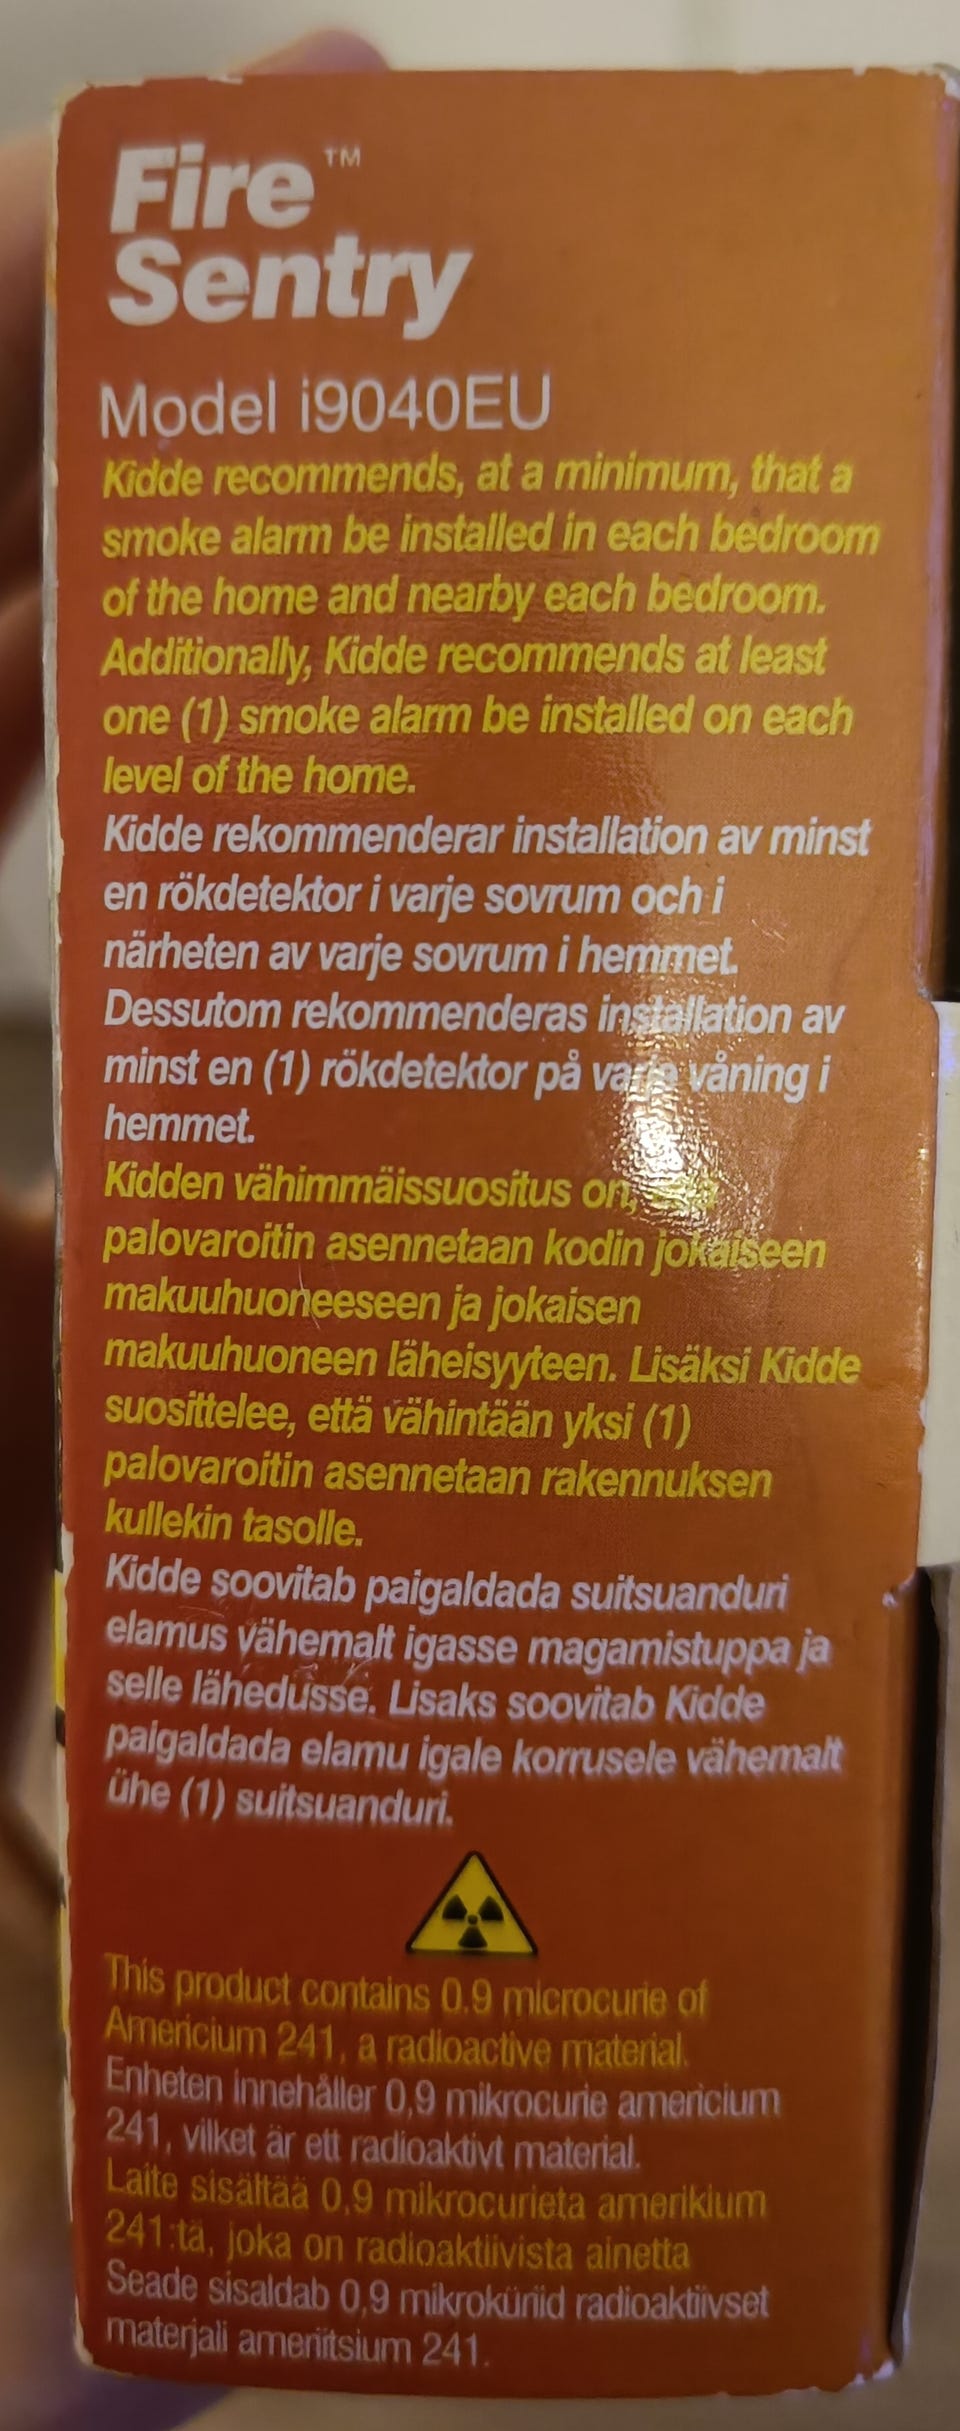 Fire™
Sentry
Model i9040EU
Kidde recommends, at a minimum, that a
smoke alarm be installed in each bedroom
of the home and nearby each bedroom.
Additionally, Kidde recommends at least
one (1) smoke alarm be installed on each
level of the home.
Kidde rekommenderar installation av minst
en rökdetektor i varje sovrum och i
närheten av varje sovrum i hemmet.
Dessutom rekommenderas installation av
minst en (1) rökdetektor på varje våning i
hemmet.
Kidden vähimmäissuositus on,
palovaroitin asennetaan kodin jokaiseen
makuuhuoneeseen ja jokaisen
makuuhuoneen läheisyyteen. Lisäksi Kidde
suosittelee, että vähintään yksi (1)
palovaroitin asennetaan rakennuksen
kullekin tasolle.
Kidde soovitab paigaldada suitsuanduri
elamus vähemalt igasse magamistuppa ja
selle lähedusse. Lisaks soovitab Kidde
paigaldada elamu igale korrusele vähemalt
ühe (1) suitsuanduri.
This product contains 0.9 microcurie of
Americium 241, a radioactive material.
Enheten innehåller 0,9 mikrocurie americium
241, vilket är ett radioaktivt material.
Laite sisältää 0,9 mikrocurieta amerikium
241:tä, joka on radioaktiivista ainetta
Seade sisaldab 0,9 mikroküriid radioaktiivset
materjali ameriitsium 241.